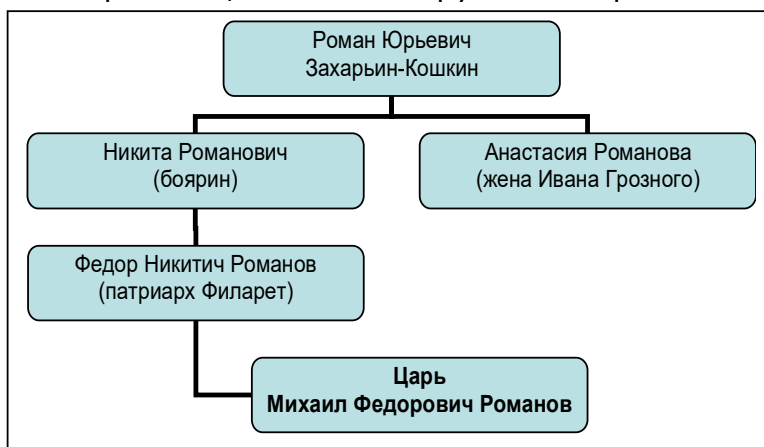 Роман Юрьевич
Захарьин-Кошкин
Никита Романович
(боярин)
Анастасия Романова
(жена Ивана Грозного)
Федор Никитич Романов
(патриарх Филарет)
Царь
Михаил Федорович Романов